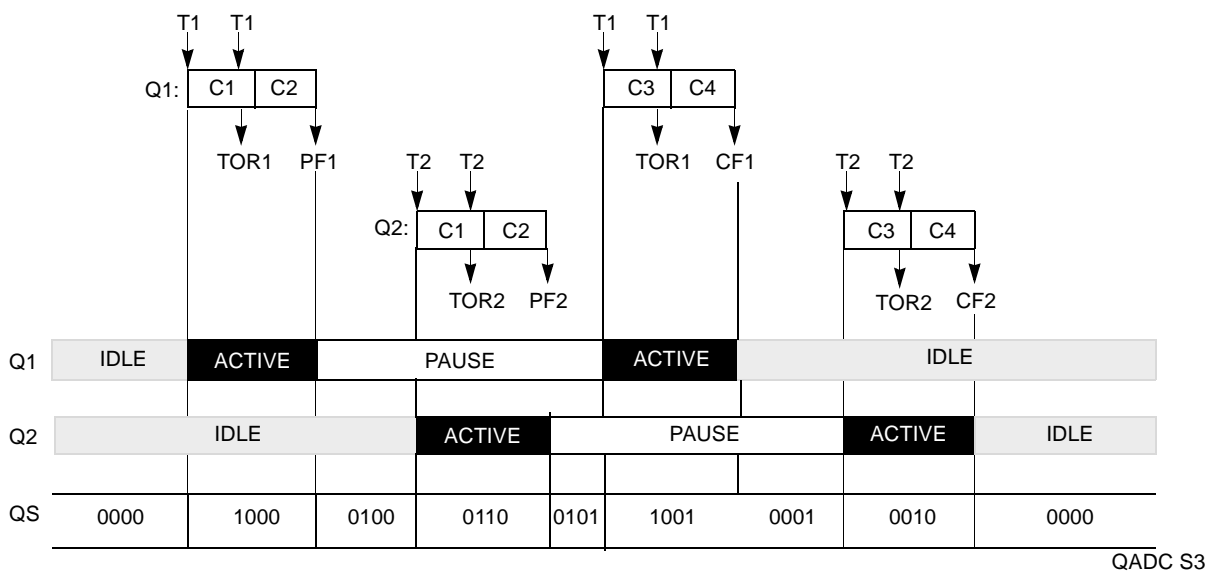 T1 T1 T1 T1
Q1: C1 C2 C3 C4
TOR1 PF1 T2 T2 TOR1 CF1 T2 T2
Q2: C1 C2 C3 C4
TOR2 PF2 TOR2 CF2
Q1 IDLE ACTIVE PAUSE ACTIVE IDLE
Q2 IDLE ACTIVE PAUSE ACTIVE IDLE
QS 0000 1000 0100 0110 0101 1001 0001 0010 0000
QADC S3